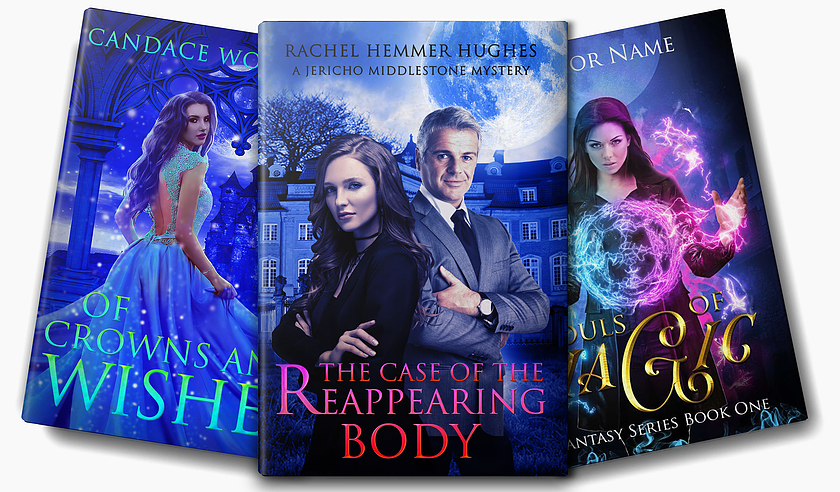 CANDACE WO
OF
CROWNS AN
WISHE
RACHEL HEMMER HUGHES
A JERICHO MIDDLESTONE MYSTERY
THE CASE OF THE
REAPPEARING
BODY
OR NAME
OULS OF
MAGIC
ANTASY SERIES BOOK ONE